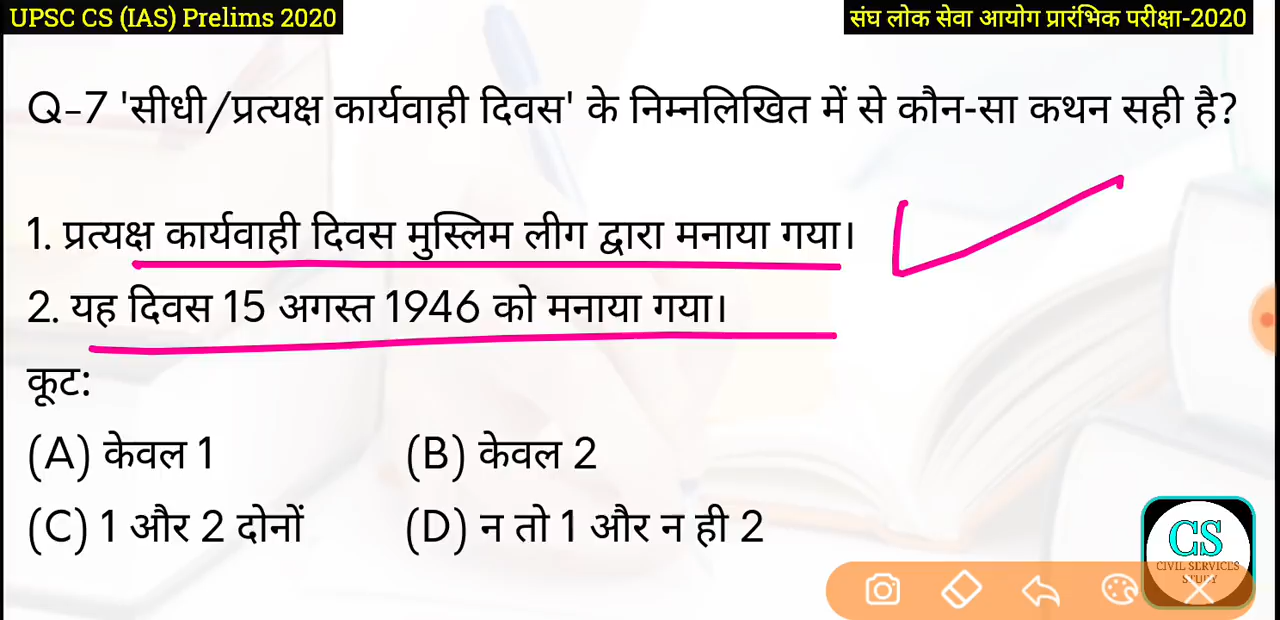 UPSC CS (IAS) Prelims 2020
संघ लोक सेवा आयोग प्रारंभिक परीक्षा-2020
Q-7 'सीधी/प्रत्यक्ष कार्यवाही दिवस' के निम्नलिखित में से कौन-सा कथन सही है?
1. प्रत्यक्ष कार्यवाही दिवस मुस्लिम लीग द्वारा मनाया गया।
2. यह दिवस 15 अगस्त 1946 को मनाया गया।
कूट:
(A) केवल 1 (B) केवल 2
(C) 1 और 2 दोनों (D) न तो 1 और न ही 2
CS
CIVIL SERVICES
STUDY